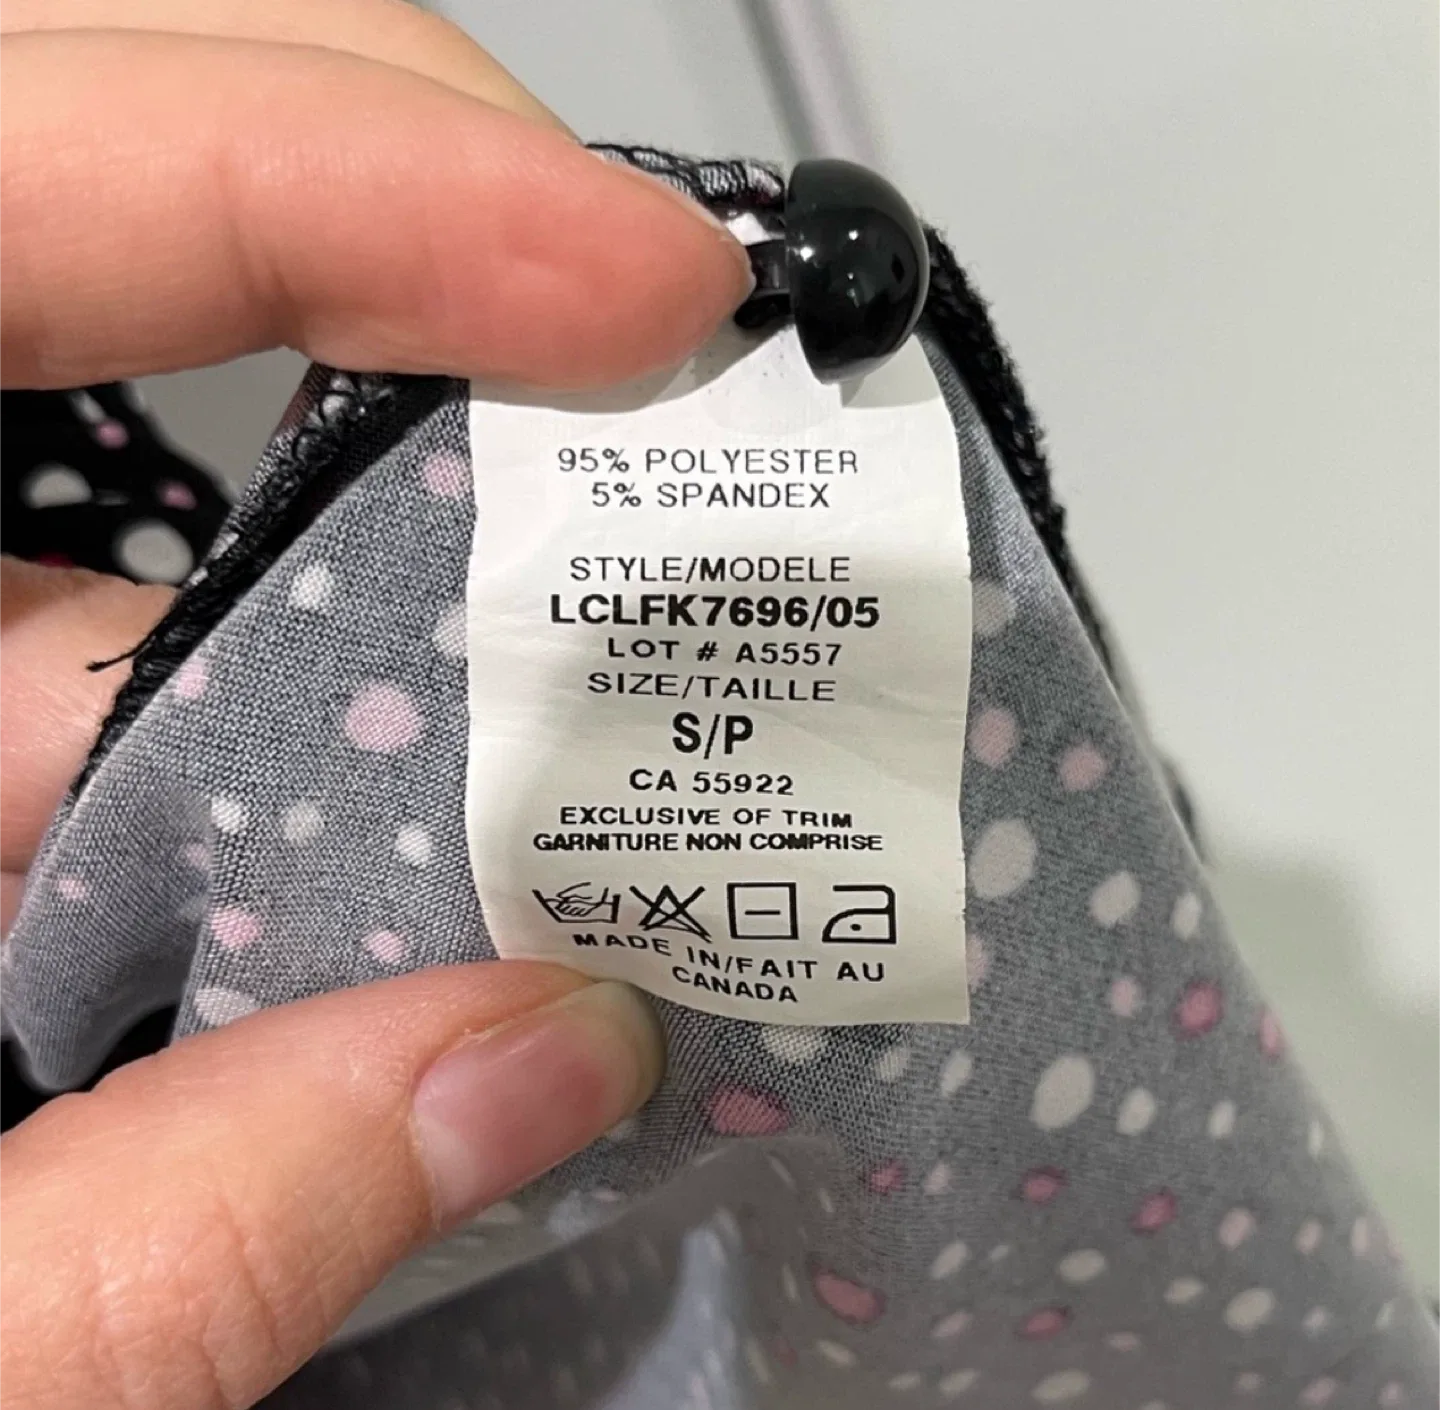 95% POLYESTER
5% SPANDEX
STYLE/MODELE
LCLFK7696/05
LOT # A5557
SIZE/TAILLE
S/P
CA 55922
EXCLUSIVE OF TRIM
GARNITURE NON COMPRISE
MADE IN/FAIT AU
CANADA